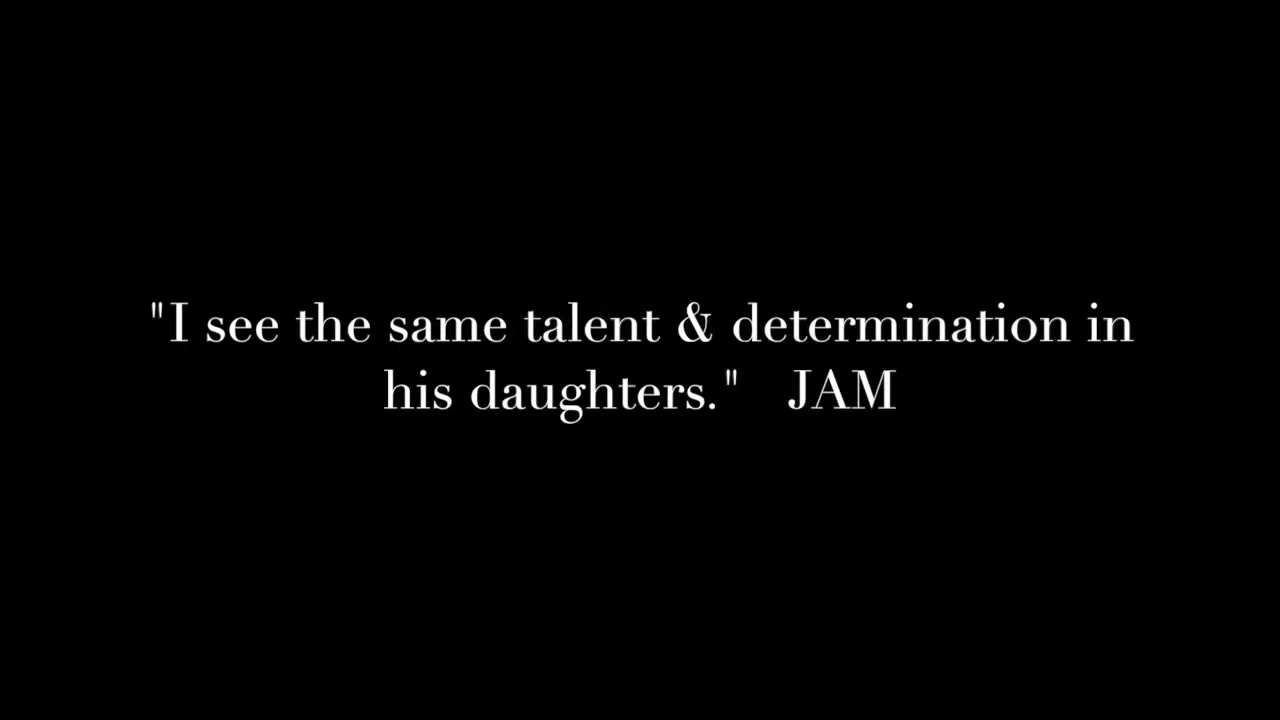 "I see the same talent & determination in
his daughters." JAM